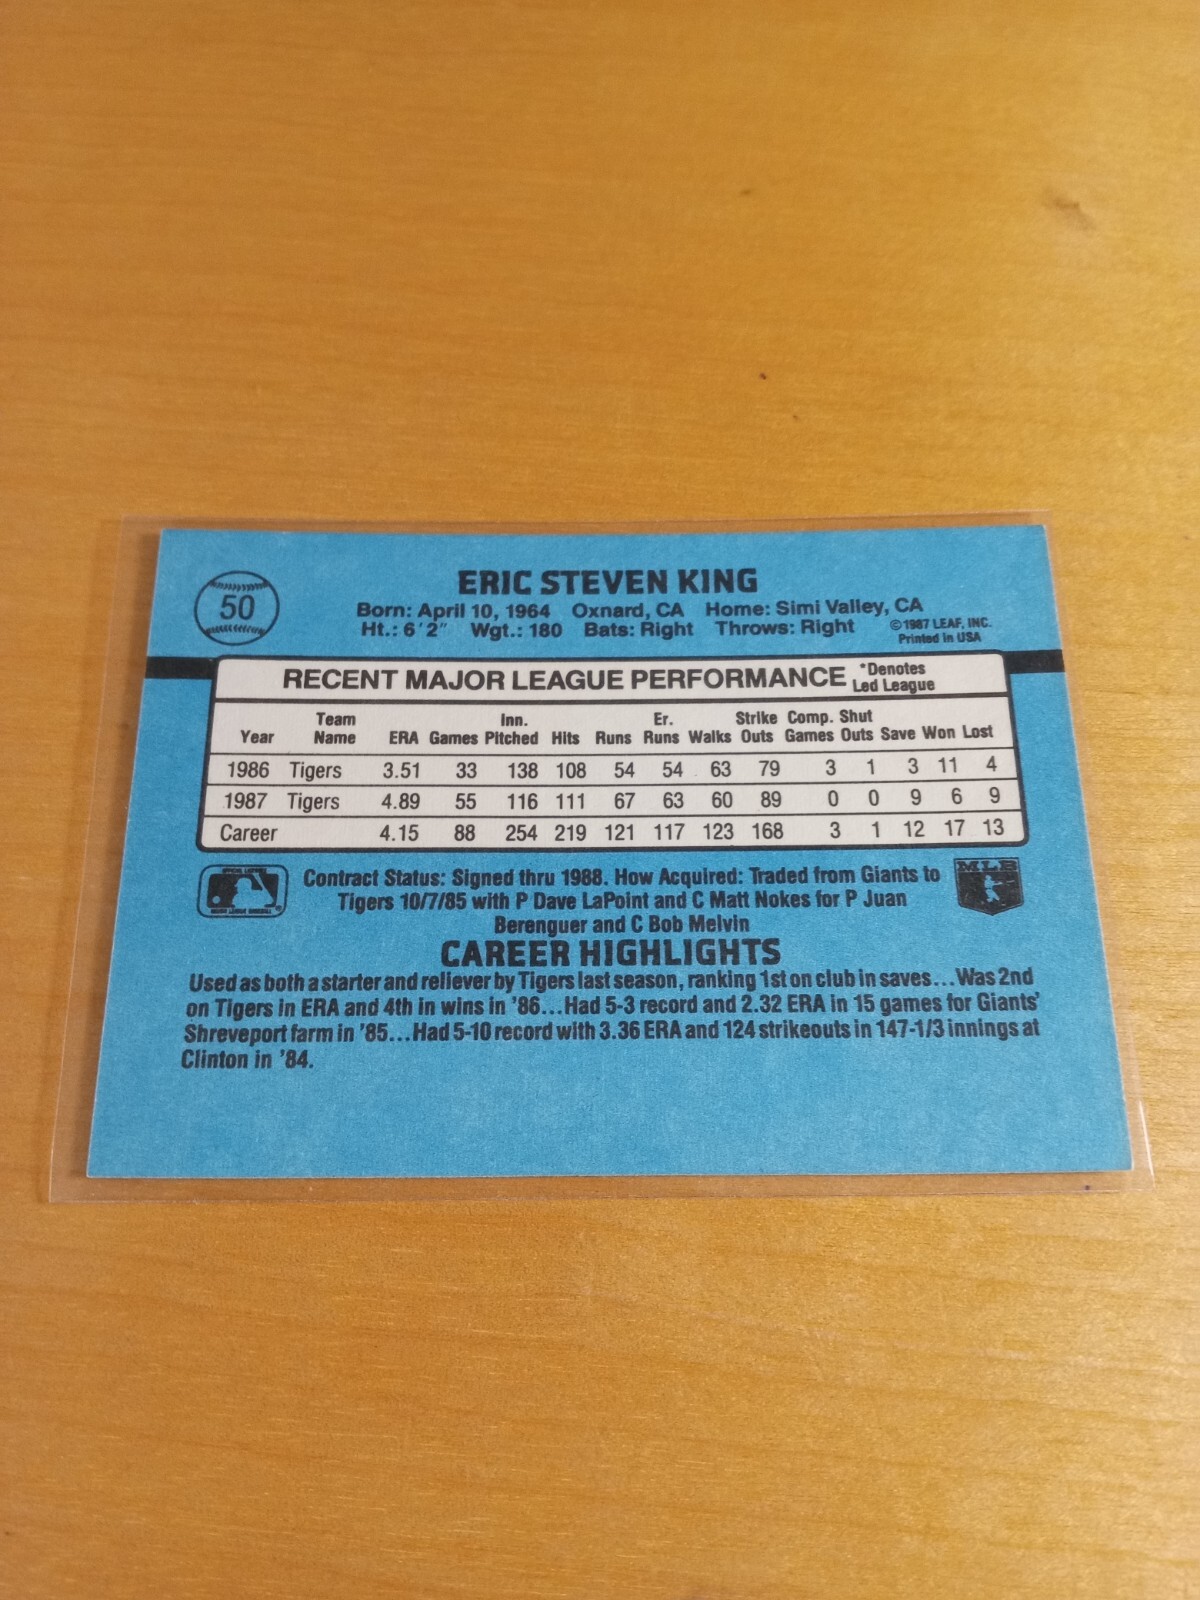 50
ERIC STEVEN KING
Born: April 10, 1964 Oxnard, CA Home: Simi Valley, CA
Ht.: 6'2" Wgt.: 180 Bats: Right Throws: Right
©1987 LEAF, INC.
Printed in USA
RECENT MAJOR LEAGUE PERFORMANCE
*Denotes
Led League
Team Inn. Er. Strike Comp. Shut
Year Name ERA Games Pitched Hits Runs Runs Walks Outs Games Outs Save Won Lost
1986 Tigers 3.51 33 138 108 54 54 63 79 3 1 3 11 4
1987 Tigers 4.89 55 116 111 67 63 60 89 0 0 9 6 9
Career 4.15 88 254 219 121 117 123 168 3 1 12 17 13
Contract Status: Signed thru 1988. How Acquired: Traded from Giants to
Tigers 10/7/85 with P Dave LaPoint and C Matt Nokes for P Juan
Berenguer and C Bob Melvin
MLB
CAREER HIGHLIGHTS
Used as both a starter and reliever by Tigers last season, ranking 1st on club in saves...Was 2nd
on Tigers in ERA and 4th in wins in '86...Had 5-3 record and 2.32 ERA in 15 games for Giants'
Shreveport farm in '85...Had 5-10 record with 3.36 ERA and 124 strikeouts in 147-1/3 innings at
Clinton in '84.